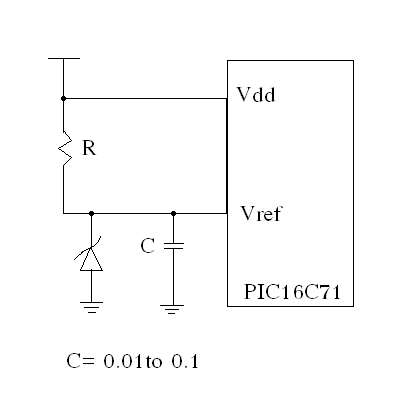 Vdd
R
Vref
C
PIC16C71
C= 0.01to 0.1